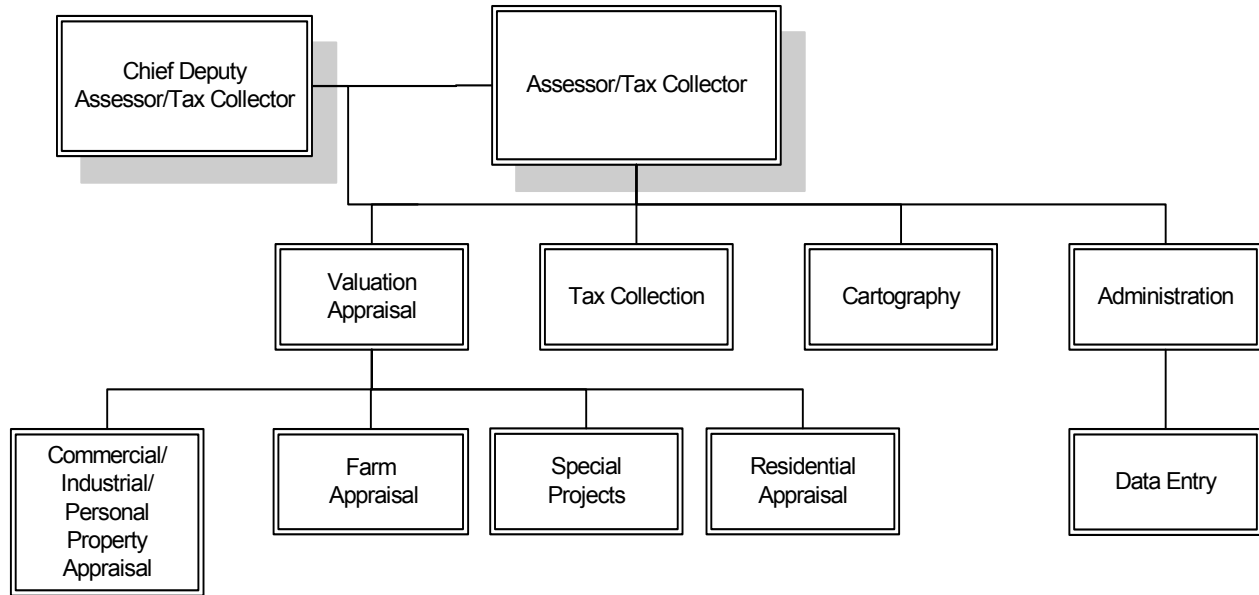 Chief Deputy
Assessor/Tax Collector
Assessor/Tax Collector
Valuation
Appraisal
Tax Collection
Cartography
Administration
Commercial/
Industrial/
Personal
Property
Appraisal
Farm
Appraisal
Special
Projects
Residential
Appraisal
Data Entry